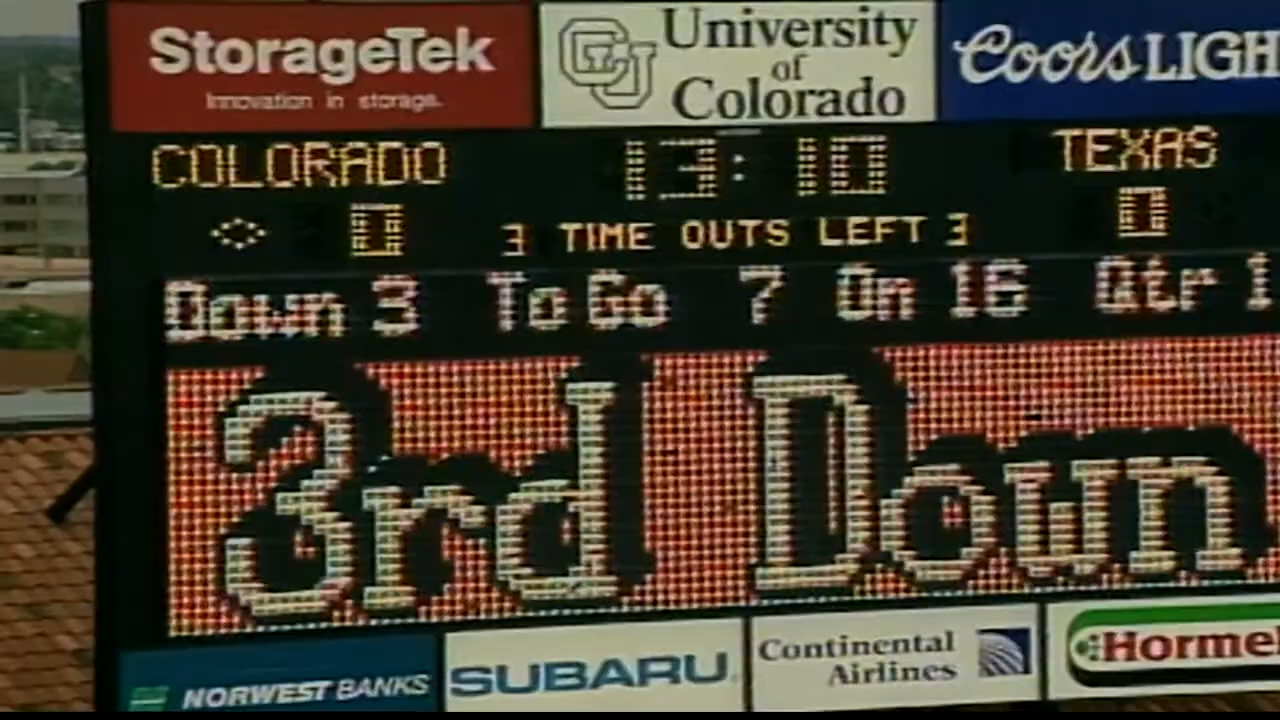 StorageTek
Innovation in storage.
CU
University
of
Colorado
Coors LIGH
COLORADO 13:10 TEXAS
0 3 TIME OUTS LEFT 3 0
Down 3 To Go 7 On 16 Qtr 1
3rd Down
NORWEST BANKS
SUBARU
Continental
Airlines
Hormel